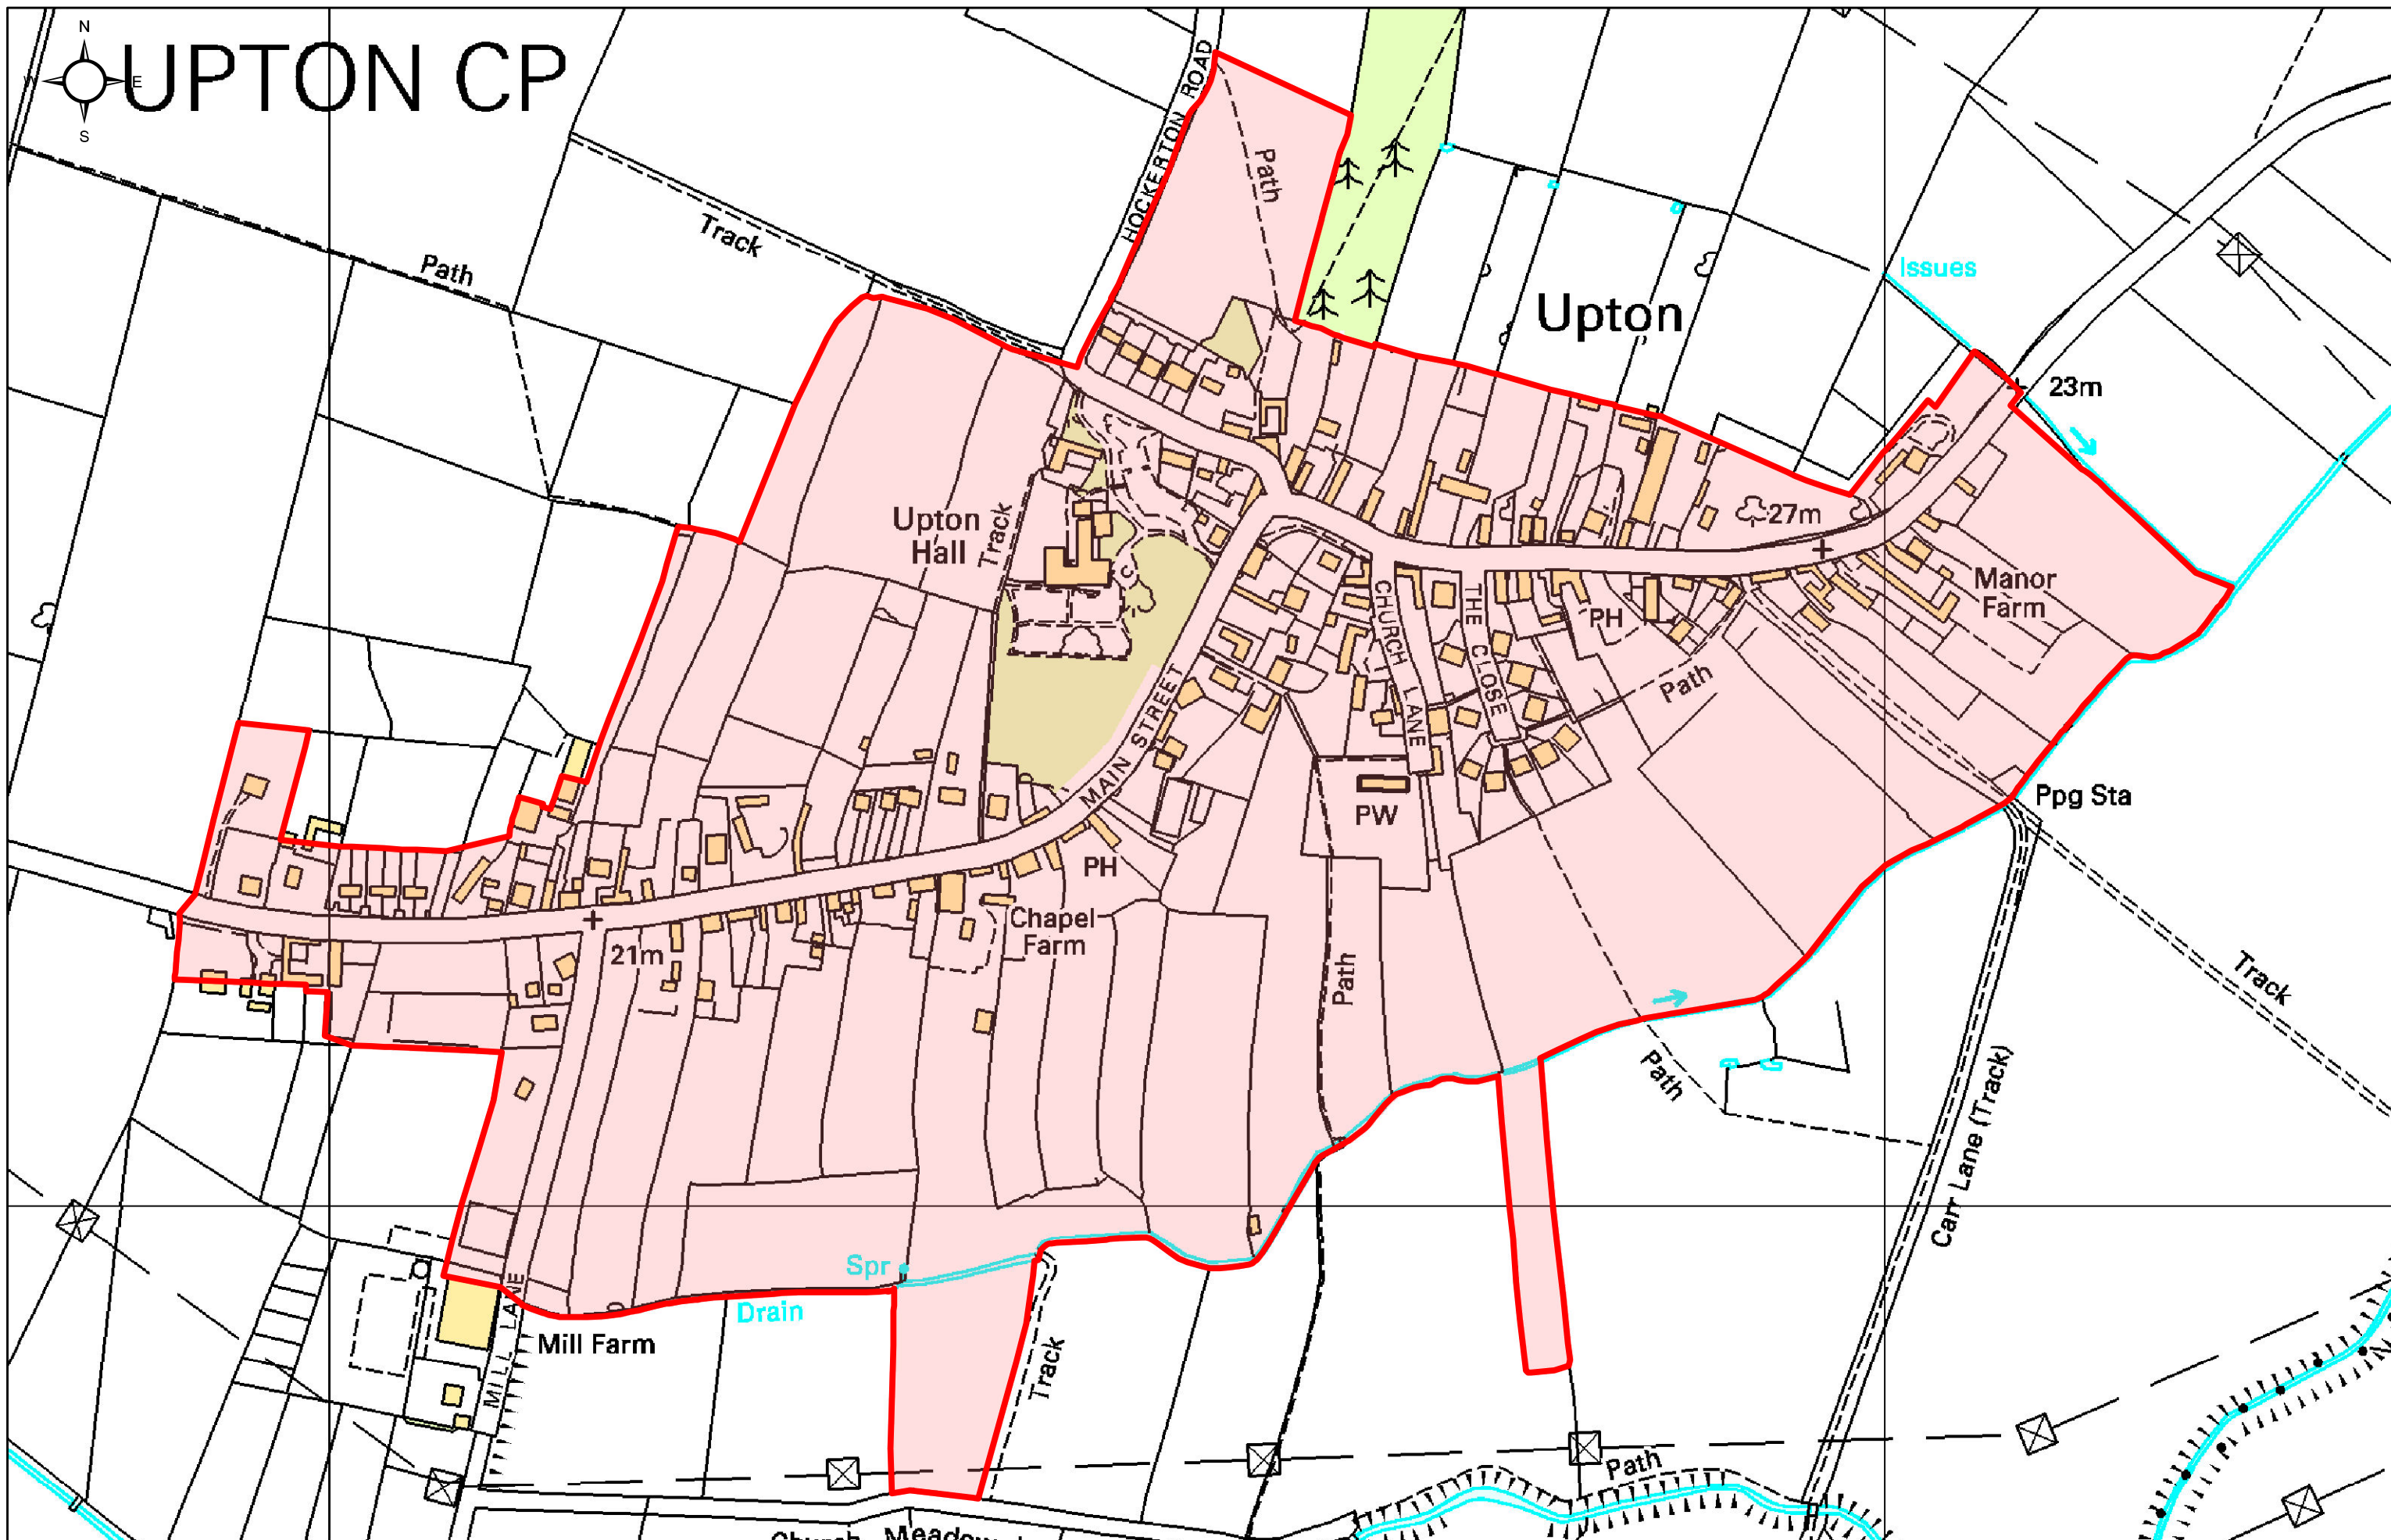 N
W
E
S
UPTON CP
HOCKERTON ROAD
Path
Track
Path
Upton
Issues
23m
Upton
Hall
Track
27m
Manor
Farm
CHURCH LANE
THE CLOSE
PH
Path
MAIN STREET
Ppg Sta
PW
PH
Chapel
Farm
21m
Path
Track
Path
Carr Lane (Track)
Spr
Drain
MILL LANE
Mill Farm
Track
Path
Church Meadow